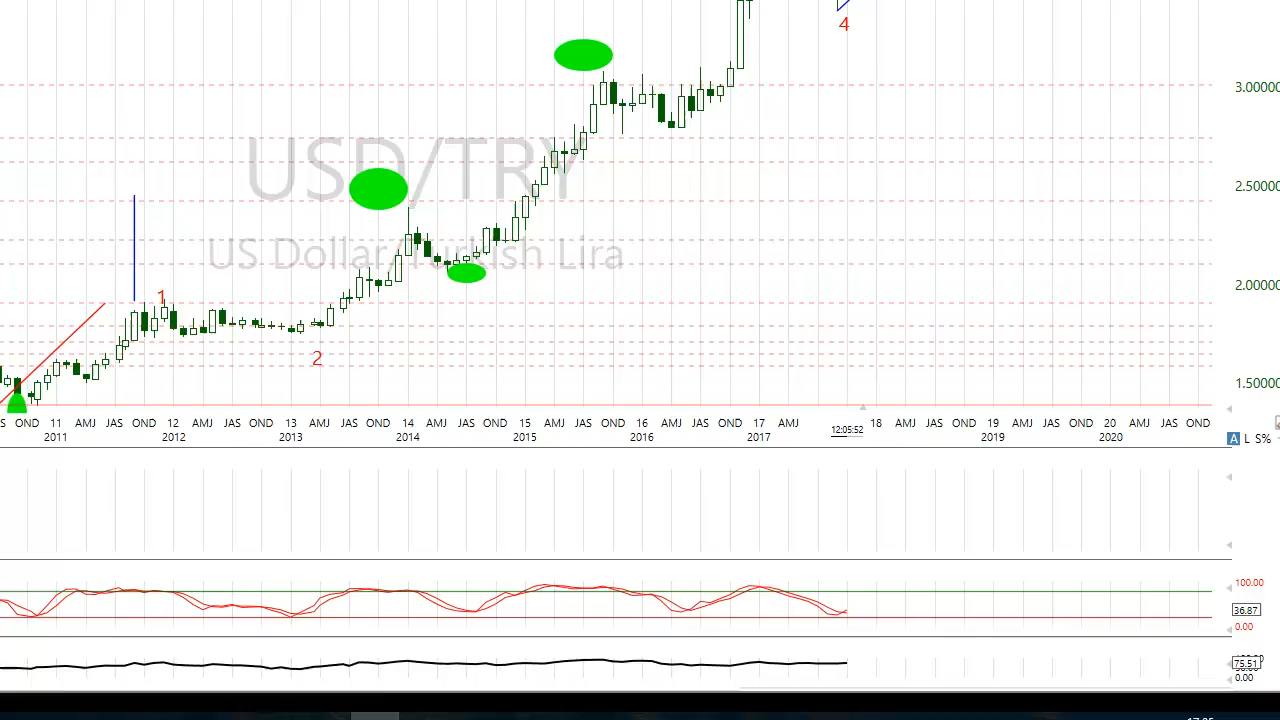 4
3.00000
USD/TRY
2.50000
US Dollar/Turkish Lira
2.00000
1
2
1.50000
S OND 11 AMJ JAS OND 12 AMJ JAS OND 13 AMJ JAS OND 14 AMJ JAS OND 15 AMJ JAS OND 16 AMJ JAS OND 17 AMJ 18 AMJ JAS OND 19 AMJ JAS OND 20 AMJ JAS OND
2011 2012 2013 2014 2015 2016 2017 12:05:52 2019 2020
A L S%
100.00
36.87
0.00
75.51
0.00